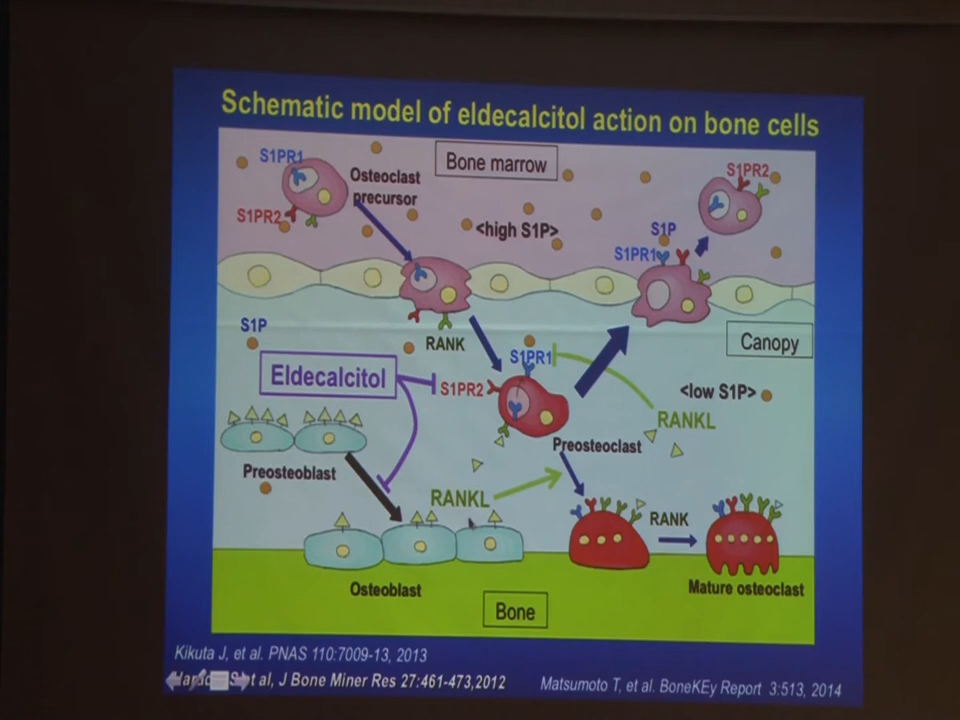 Schematic model of eldecalcitol action on bone cells
Bone marrow
S1PR1
Osteoclast
precursor
S1PR2
<high S1P>
S1PR2
S1P
S1PR1
S1P
RANK
Canopy
Eldecalcitol
S1PR1
S1PR2
<low S1P>
RANKL
Preosteoclast
Preosteoblast
RANKL
RANK
Osteoblast
Mature osteoclast
Bone
Kikuta J, et al. PNAS 110:7009-13, 2013
et al, J Bone Miner Res 27:461-473,2012
Matsumoto T, et al. BoneKEy Report 3:513, 2014